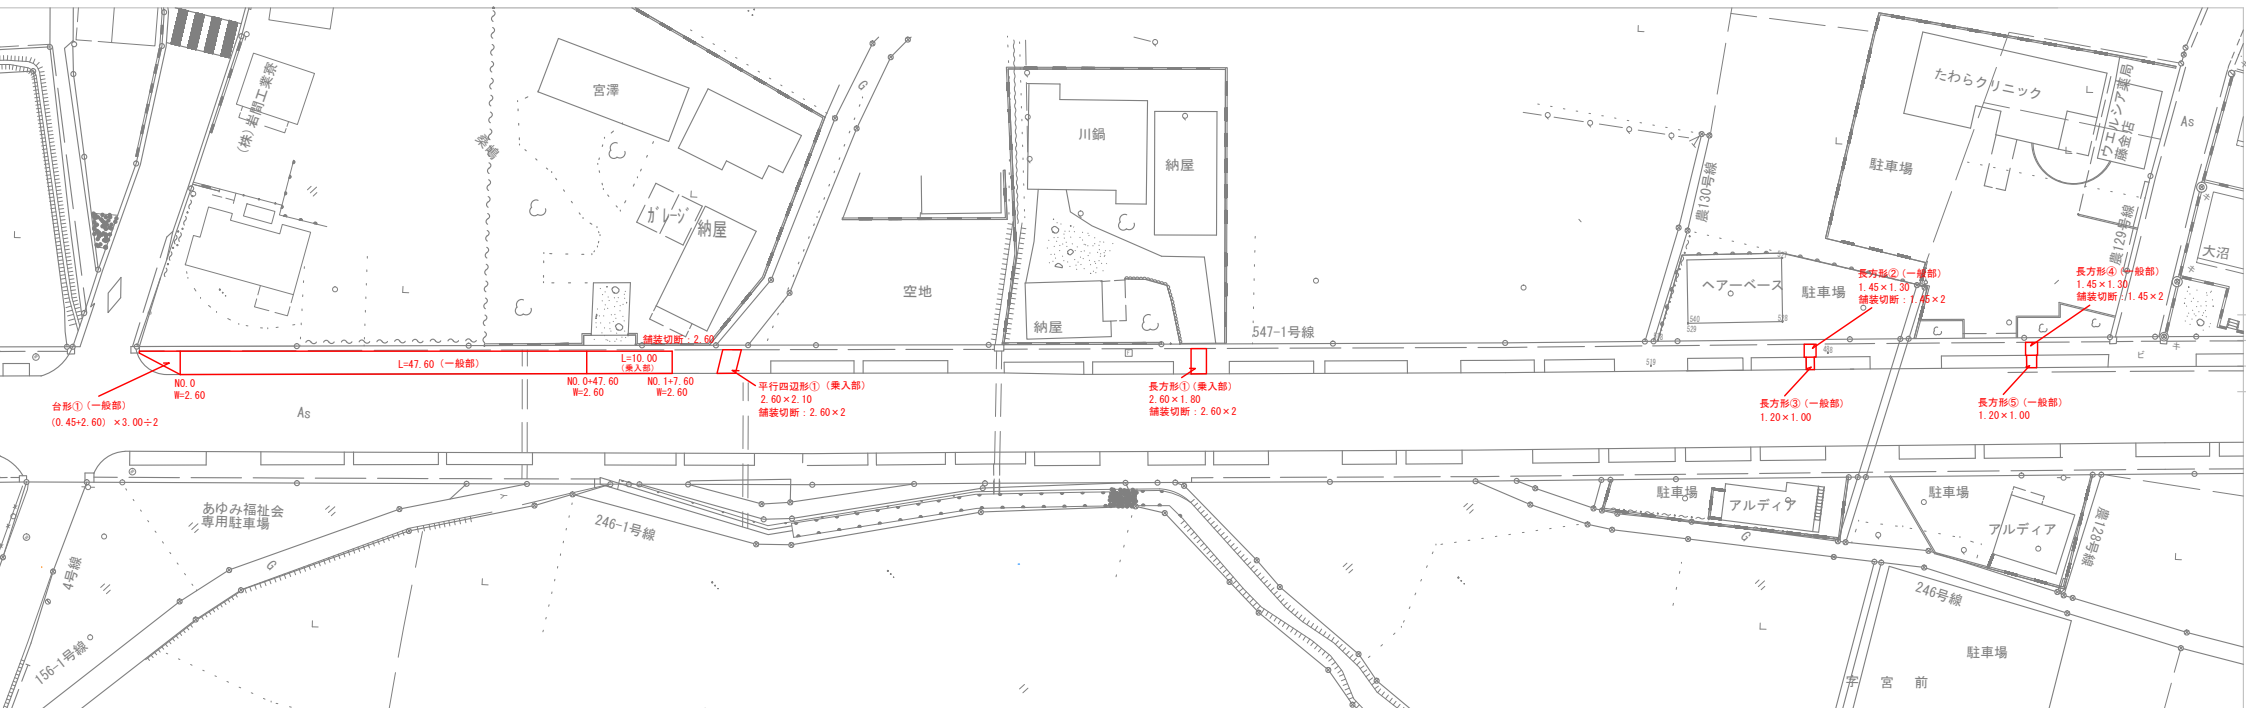 (株)岩間工業寮
宮澤
ガレージ
納屋
空地
川鍋
納屋
納屋
547-1号線
農130号線
ヘアーベース
駐車場
駐車場
たわらクリニック
ウエルシア薬局
藤金店
As
農129号線
大沼
540
529
528
527
529
498
519
舗装切断：2.60
L=47.60 (一般部)
L=10.00
(乗入部)
NO.0
W=2.60
NO.0+47.60
W=2.60
NO.1+7.60
W=2.60
台形①(一般部)
(0.45+2.60) ×3.00÷2
平行四辺形①(乗入部)
2.60×2.10
舗装切断：2.60×2
長方形①(乗入部)
2.60×1.80
舗装切断：2.60×2
長方形②(一般部)
1.45×1.30
舗装切断：1.45×2
長方形③(一般部)
1.20×1.00
長方形④(一般部)
1.45×1.30
舗装切断：1.45×2
長方形⑤(一般部)
1.20×1.00
As
あゆみ福祉会
専用駐車場
4号線
156-1号線
246-1号線
G
G
G
駐車場
アルディア
駐車場
アルディア
農128号線
246号線
駐車場
字 宮 前